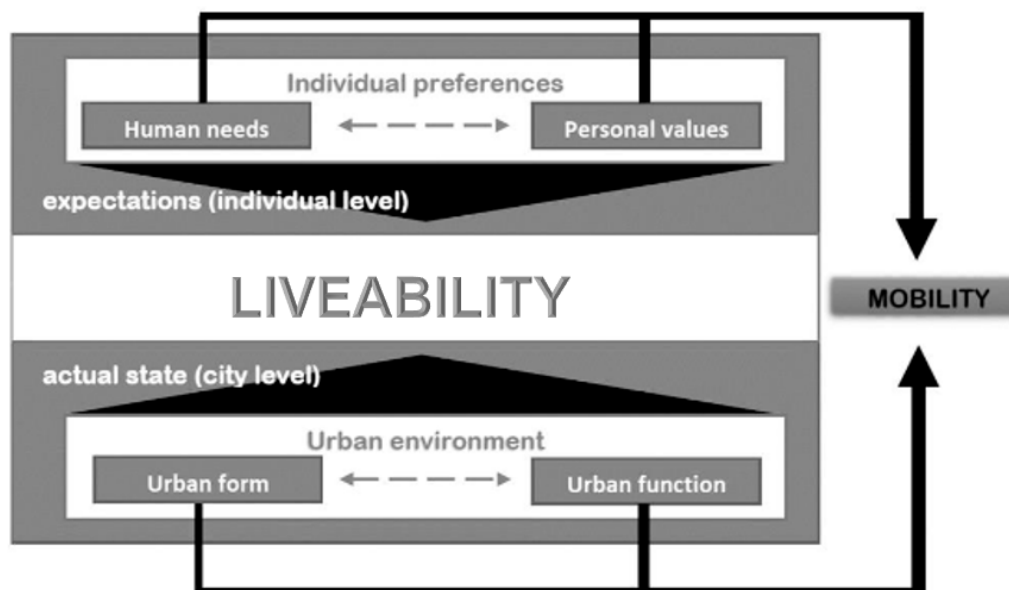 Individual preferences
Human needs
Personal values
expectations (individual level)
LIVEABILITY
MOBILITY
actual state (city level)
Urban environment
Urban form
Urban function